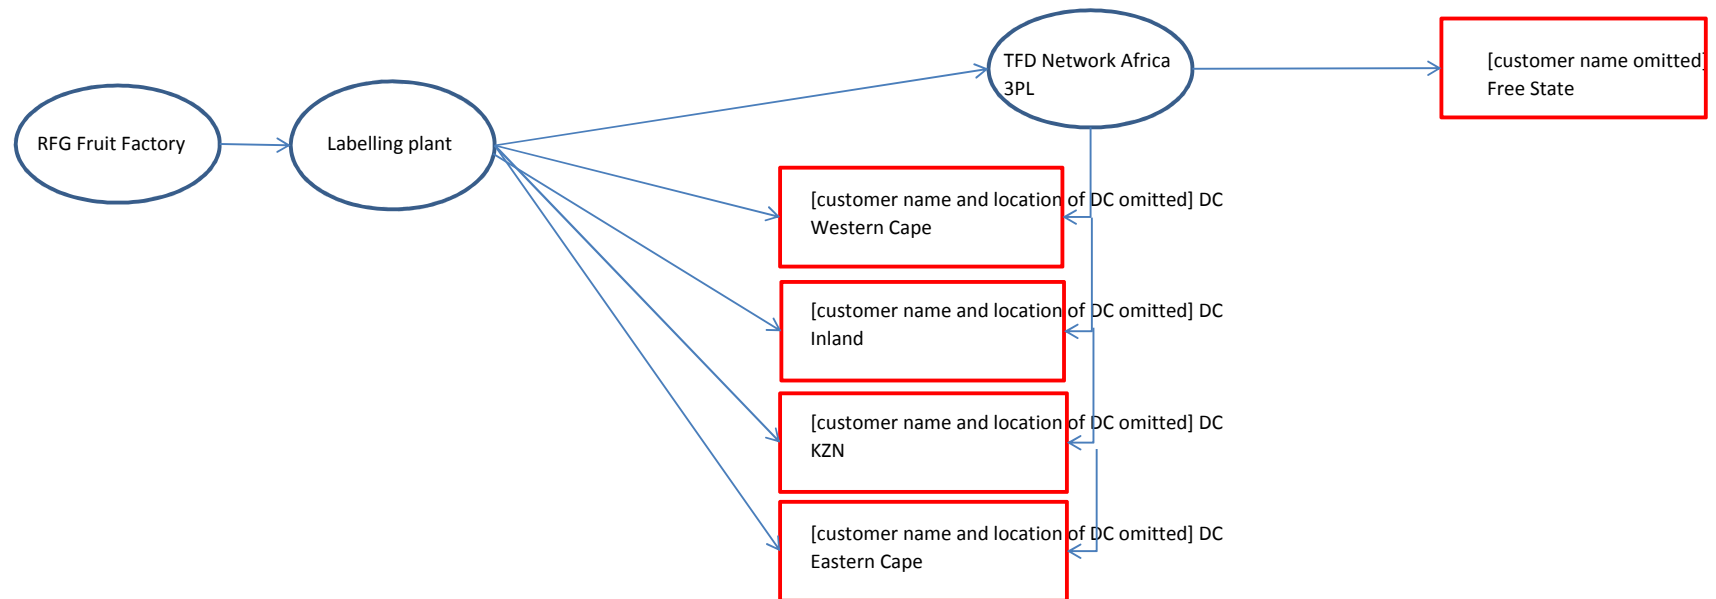 RFG Fruit Factory
Labelling plant
TFD Network Africa
3PL
[customer name omitted]
Free State
[customer name and location of DC omitted] DC
Western Cape
[customer name and location of DC omitted] DC
Inland
[customer name and location of DC omitted] DC
KZN
[customer name and location of DC omitted] DC
Eastern Cape